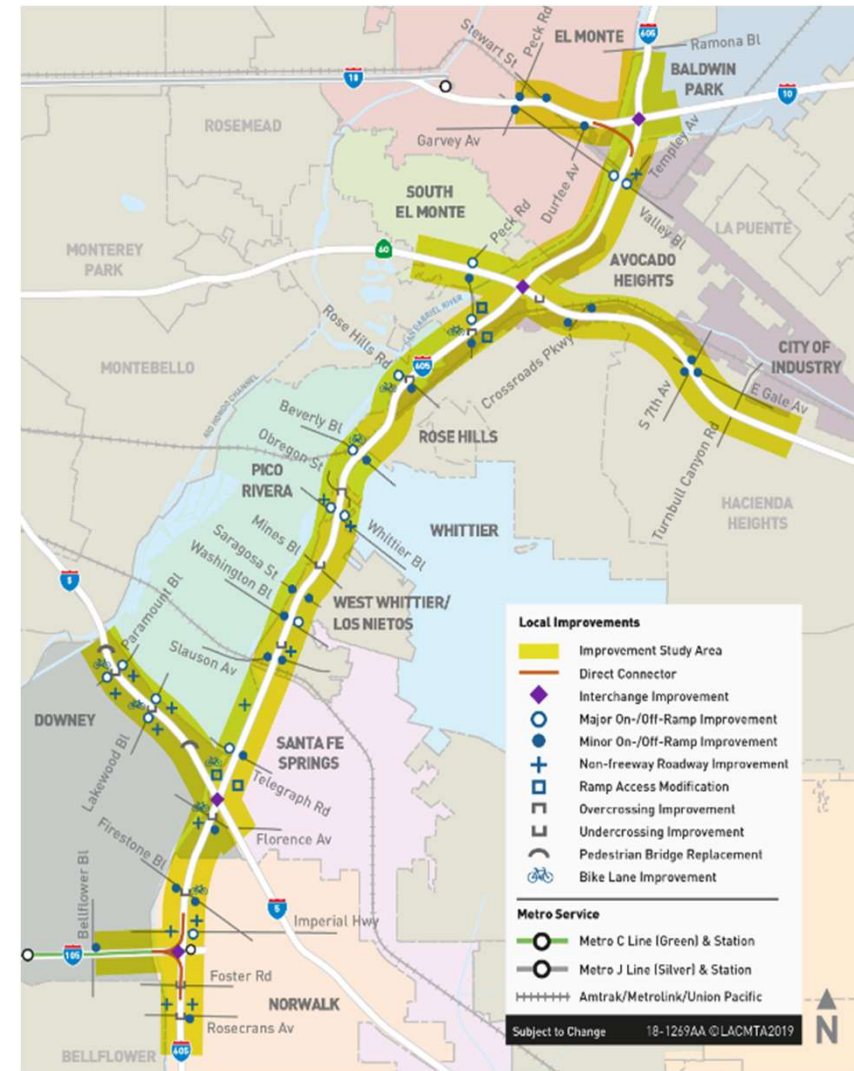 605
Peck Rd
EL MONTE
Ramona Bl
Stewart St
BALDWIN
PARK
10
10
ROSEMEAD
Garvey Av
Durfee Av
Temple Av
SOUTH
EL MONTE
Valley Bl
LA PUENTE
Peck Rd
60
MONTEREY
PARK
AVOCADO
HEIGHTS
SAN GABRIEL RIVER
Rose Hills Rd
MONTEBELLO
605
Crossroads Pkwy
CITY OF
INDUSTRY
RIO HONDO CHANNEL
S 7th Av
E Gale Av
Beverly Bl
ROSE HILLS
Obregon St
Turnbull Canyon Rd
PICO
RIVERA
HACIENDA
HEIGHTS
Mines Bl
Whittier Bl
WHITTIER
Saragosa St
Washington Bl
5
Paramount Bl
WEST WHITTIER/
LOS NIETOS
Slauson Av
DOWNEY
Lakewood Bl
SANTA FE
SPRINGS
Telegraph Rd
Firestone Bl
Florence Av
Bellflower Bl
5
Imperial Hwy
105
Foster Rd
NORWALK
Rosecrans Av
BELLFLOWER
605
Local Improvements
Improvement Study Area
Direct Connector
Interchange Improvement
Major On-/Off-Ramp Improvement
Minor On-/Off-Ramp Improvement
Non-freeway Roadway Improvement
Ramp Access Modification
Overcrossing Improvement
Undercrossing Improvement
Pedestrian Bridge Replacement
Bike Lane Improvement
Metro Service
Metro C Line (Green) & Station
Metro J Line (Silver) & Station
Amtrak/Metrolink/Union Pacific
Subject to Change 18-1269AA ©LACMTA2019
N